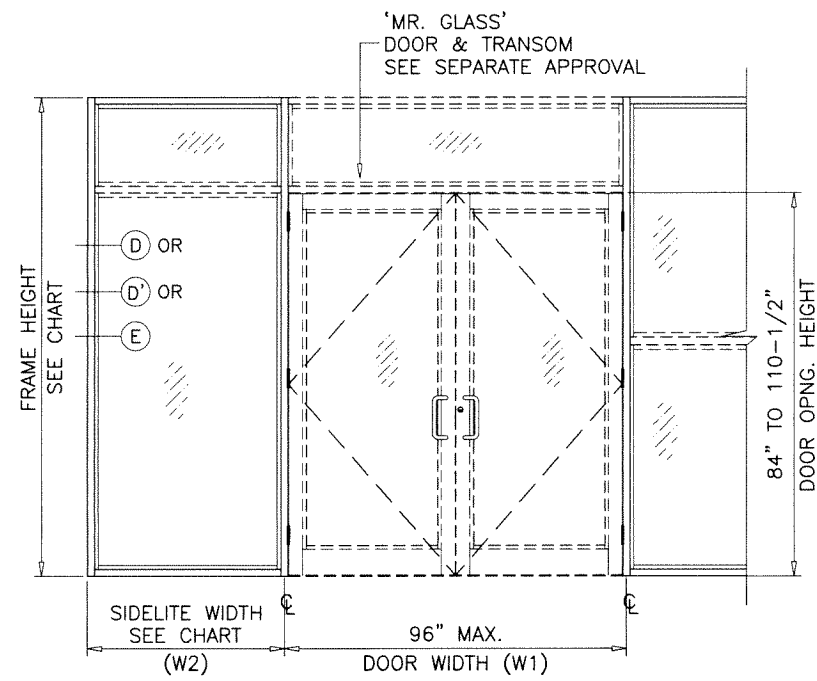 'MR. GLASS'
DOOR & TRANSOM
SEE SEPARATE APPROVAL
D OR
D' OR
E
FRAME HEIGHT
SEE CHART
84" TO 110-1/2"
DOOR OPNG. HEIGHT
℄
℄
SIDELITE WIDTH
SEE CHART
(W2)
96" MAX.
DOOR WIDTH (W1)